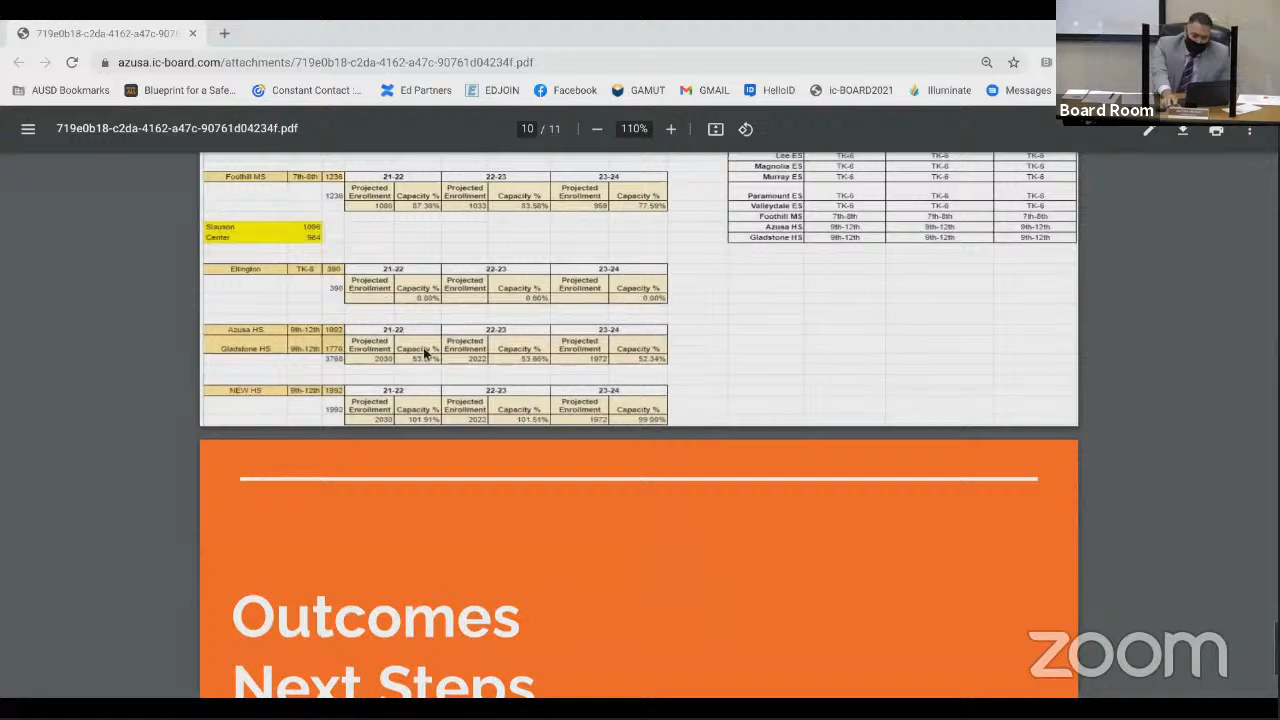 719e0b18-c2da-4162-a47c-9076
azusa.ic-board.com/attachments/719e0b18-c2da-4162-a47c-90761d04234f.pdf
AUSD Bookmarks Blueprint for a Safe... Constant Contact :... Ed Partners EDJOIN Facebook GAMUT GMAIL HelloID ic-BOARD2021 Illuminate Messages
Board Room
719e0b18-c2da-4162-a47c-90761d04234f.pdf 10 / 11 110%
Lee ES TK-6 TK-6 TK-6
Magnolia ES TK-6 TK-6 TK-6
Murray ES TK-6 TK-6 TK-6
Paramount ES TK-6 TK-6 TK-6
Valleydale ES TK-6 TK-6 TK-6
Foothill MS 7th-8th 7th-8th 7th-8th
Azusa HS 9th-12th 9th-12th 9th-12th
Gladstone HS 9th-12th 9th-12th 9th-12th
Foothill MS 7th-8th 1236 21-22 22-23 23-24
1236 Projected Enrollment Capacity % Projected Enrollment Capacity % Projected Enrollment Capacity %
1033 83.58% 77.59%
Slauson 1096
Center 984
Ellington TK-8 390 21-22 22-23 23-24
390 Projected Enrollment Capacity % Projected Enrollment Capacity % Projected Enrollment Capacity %
0.00% 0.00% 0.00%
Azusa HS 9th-12th 1992 21-22 22-23 23-24
Gladstone HS 9th-12th 1776 Projected Enrollment Capacity % Projected Enrollment Capacity % Projected Enrollment Capacity %
3768 2030 2022 53.66% 1972 52.34%
NEW HS 9th-12th 1992 21-22 22-23 23-24
1992 Projected Enrollment Capacity % Projected Enrollment Capacity % Projected Enrollment Capacity %
2030 101.91% 2022 101.51% 1972 98.99%
Outcomes
Next Steps
zoom